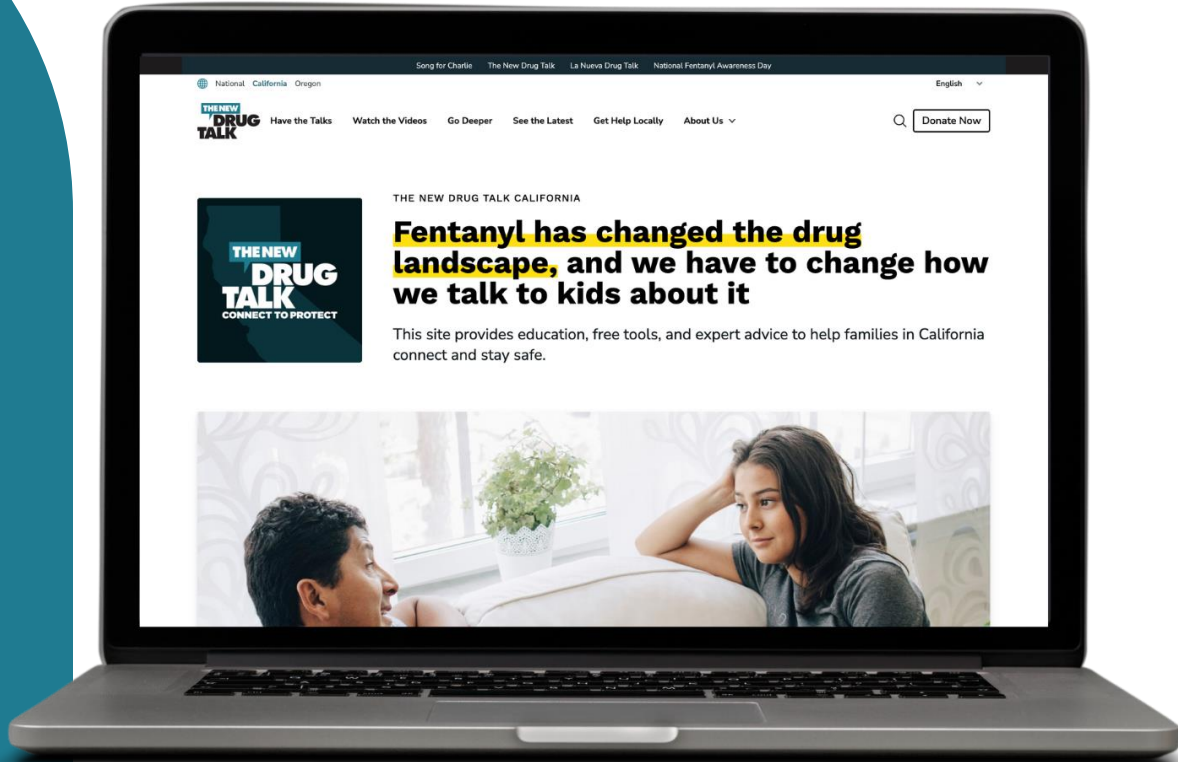 Song for Charlie The New Drug Talk La Nueva Drug Talk National Fentanyl Awareness Day
National California Oregon English
THE NEW
DRUG
TALK
Have the Talks Watch the Videos Go Deeper See the Latest Get Help Locally About Us Donate Now
THE NEW DRUG TALK CALIFORNIA
Fentanyl has changed the drug
landscape, and we have to change how
we talk to kids about it
This site provides education, free tools, and expert advice to help families in California
connect and stay safe.
THE NEW
DRUG
TALK
CONNECT TO PROTECT